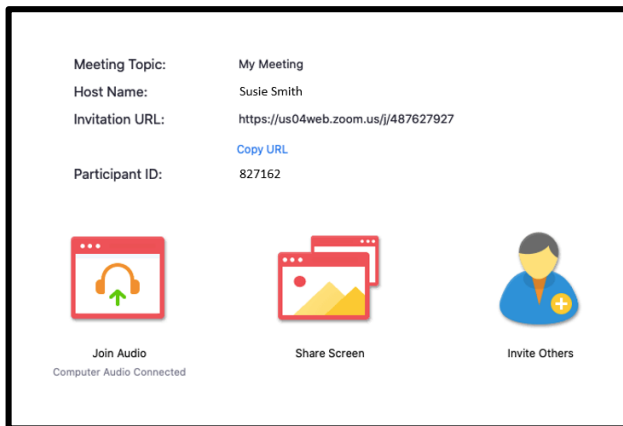 Meeting Topic: My Meeting
Host Name: Susie Smith
Invitation URL: https://us04web.zoom.us/j/487627927
Copy URL
Participant ID: 827162
Join Audio
Computer Audio Connected
Share Screen
Invite Others